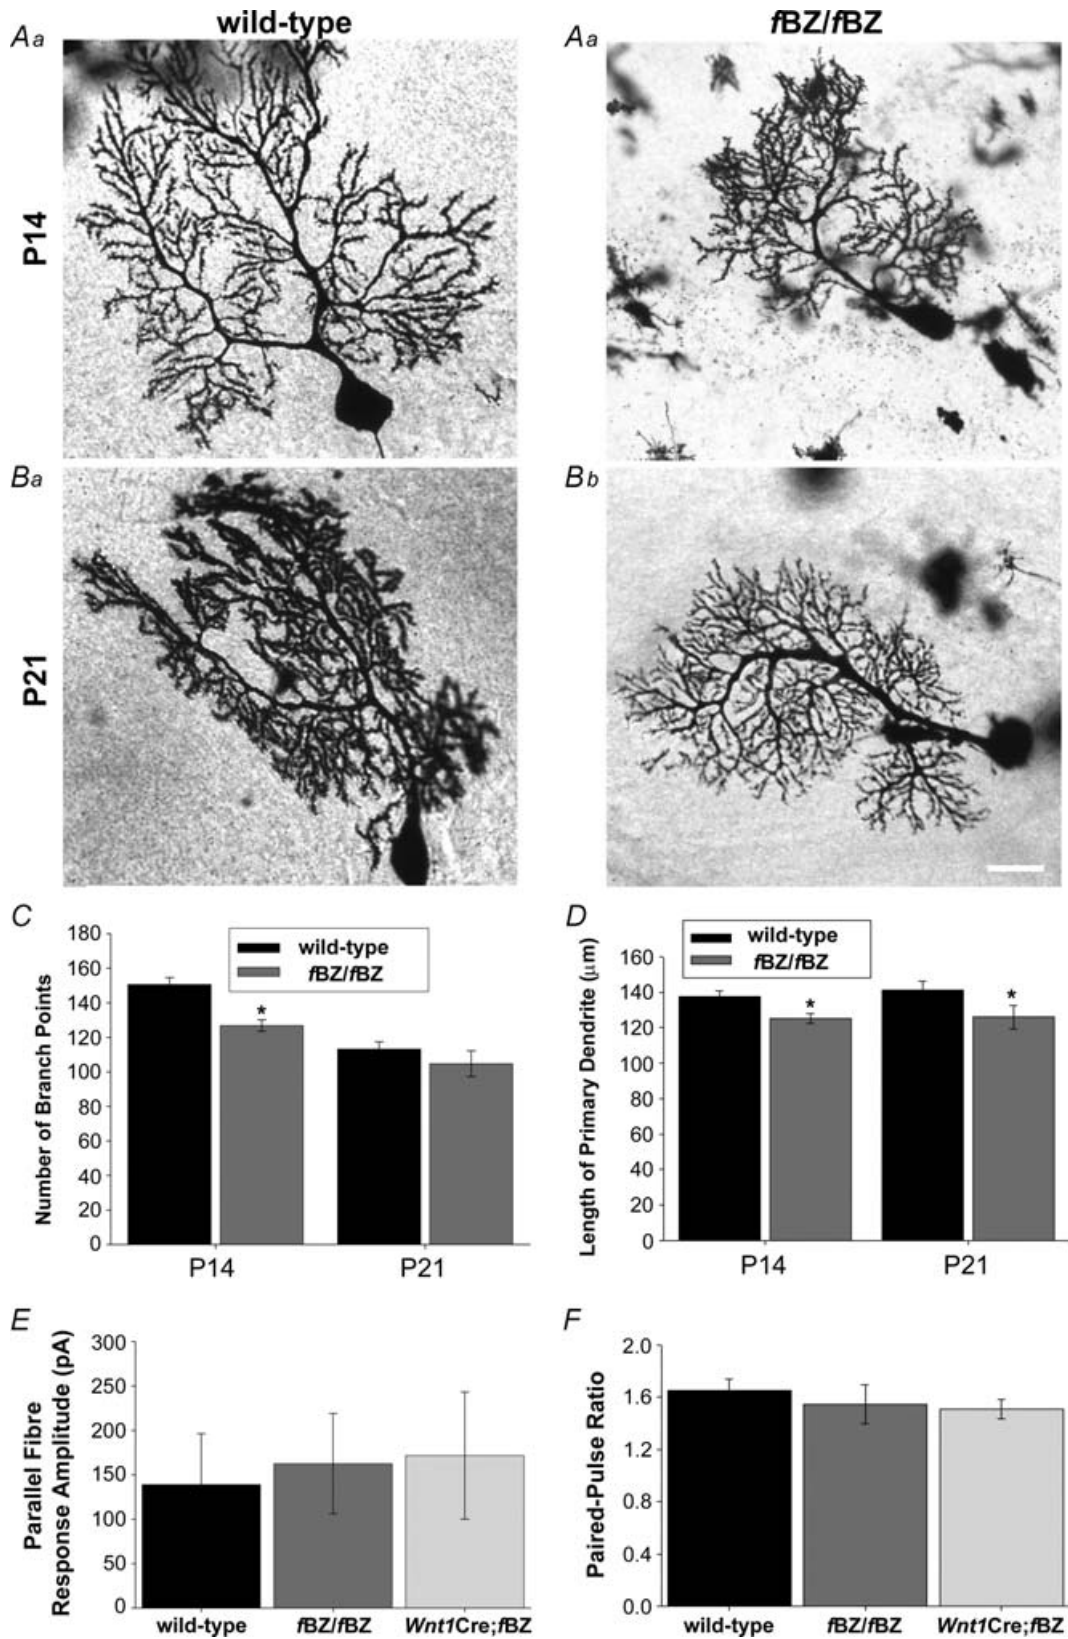 wild-type
fBZ/fBZ
Aa
Aa
P14
Ba
Bb
P21
C
180
160
140
120
100
80
60
40
20
0
Number of Branch Points
wild-type
fBZ/fBZ
*
P14
P21
D
160
140
120
100
80
60
40
20
0
Length of Primary Dendrite (μm)
wild-type
fBZ/fBZ
*
*
P14
P21
E
300
250
200
150
100
50
0
Parallel Fibre
Response Amplitude (pA)
wild-type
fBZ/fBZ
Wnt1Cre;fBZ
F
2.0
1.6
1.2
0.8
0.4
0.0
Paired-Pulse Ratio
wild-type
fBZ/fBZ
Wnt1Cre;fBZ